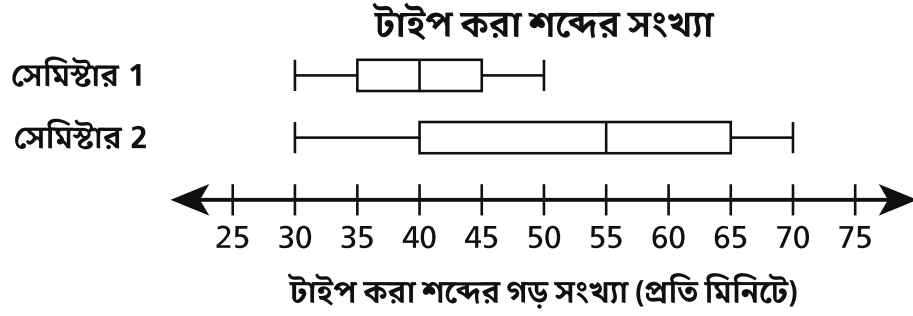 টাইপ করা শব্দের সংখ্যা
সেমিস্টার 1
সেমিস্টার 2
25 30 35 40 45 50 55 60 65 70 75
টাইপ করা শব্দের গড় সংখ্যা (প্রতি মিনিটে)